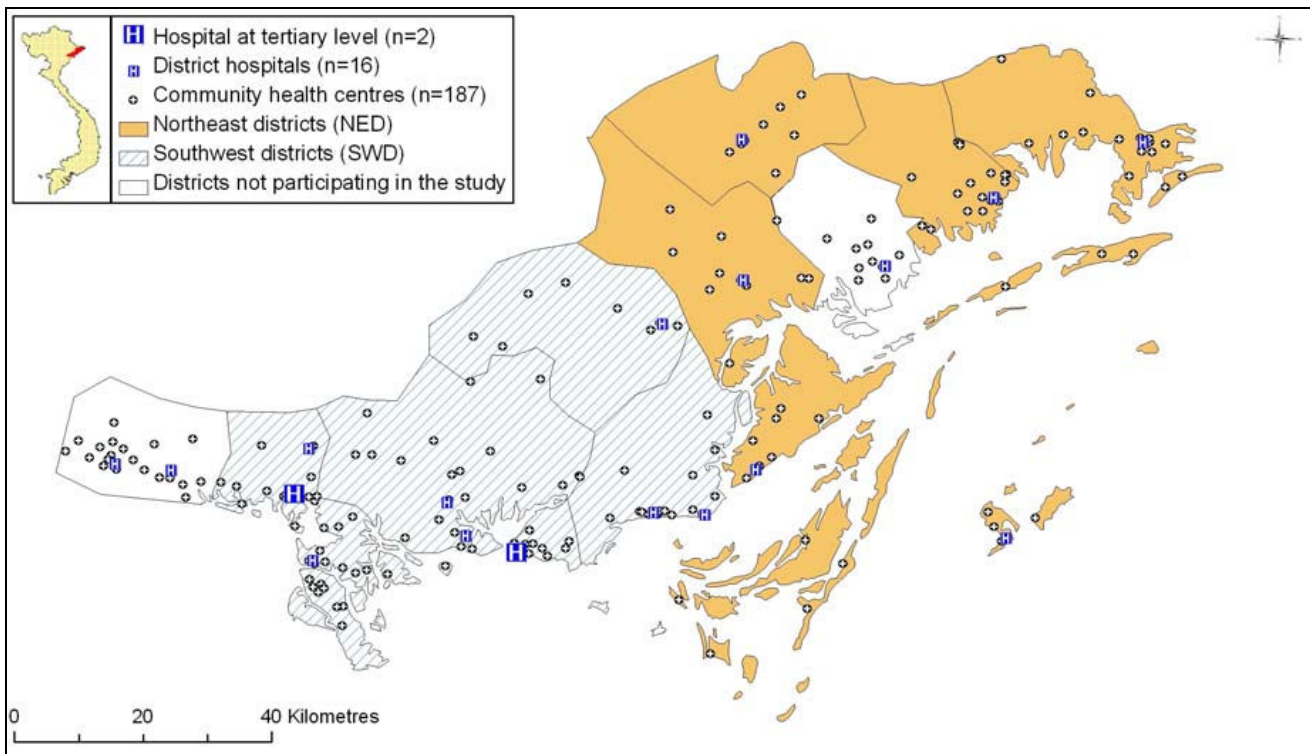 H Hospital at tertiary level (n=2)
H District hospitals (n=16)
Community health centres (n=187)
Northeast districts (NED)
Southwest districts (SWD)
Districts not participating in the study
0 20 40 Kilometres